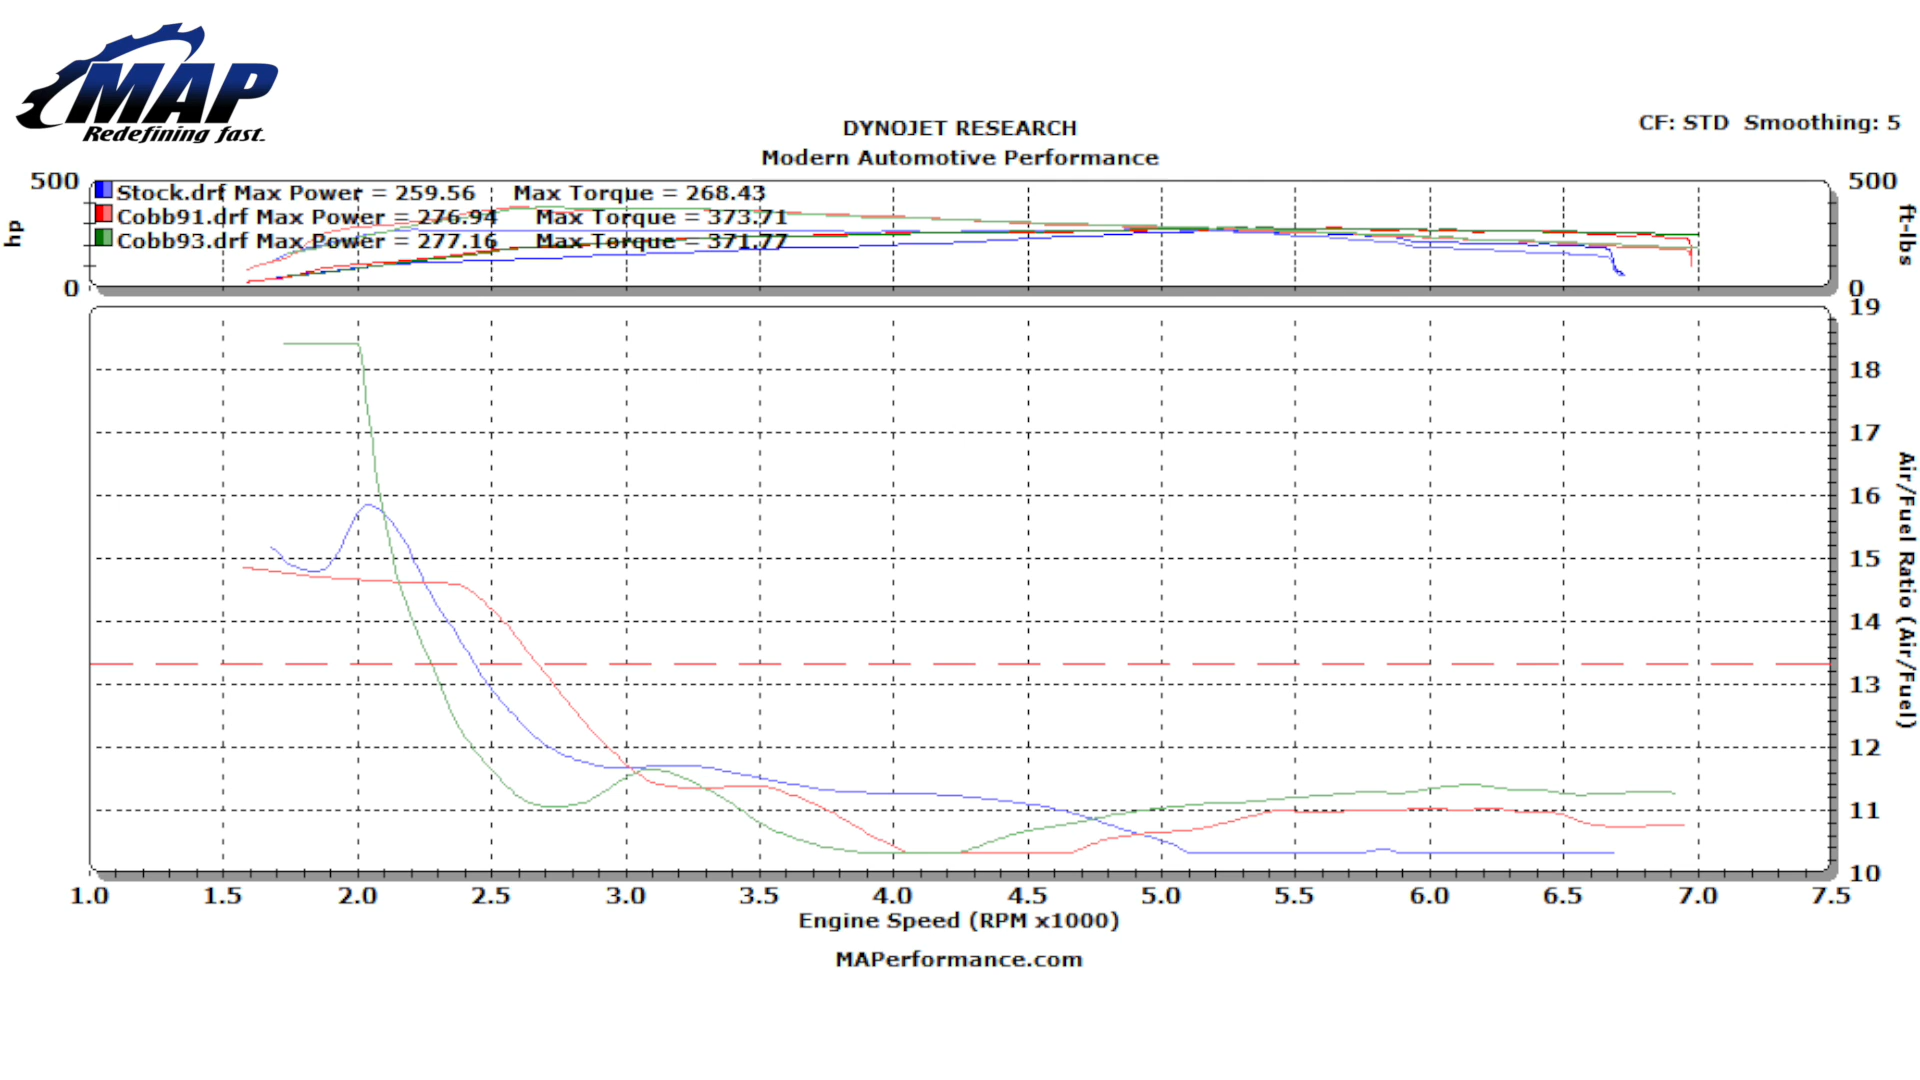 MAP
Redefining fast.
DYNOJET RESEARCH
CF: STD Smoothing: 5
Modern Automotive Performance
500
500
Stock.drf Max Power = 259.56 Max Torque = 268.43
Cobb91.drf Max Power = 276.94 Max Torque = 373.71
Cobb93.drf Max Power = 277.16 Max Torque = 371.77
hp
ft-lbs
0
0
19
18
17
16
15
14
13
12
11
10
Air/Fuel Ratio (Air/Fuel)
1.0 1.5 2.0 2.5 3.0 3.5 4.0 4.5 5.0 5.5 6.0 6.5 7.0 7.5
Engine Speed (RPM x1000)
MAPerformance.com